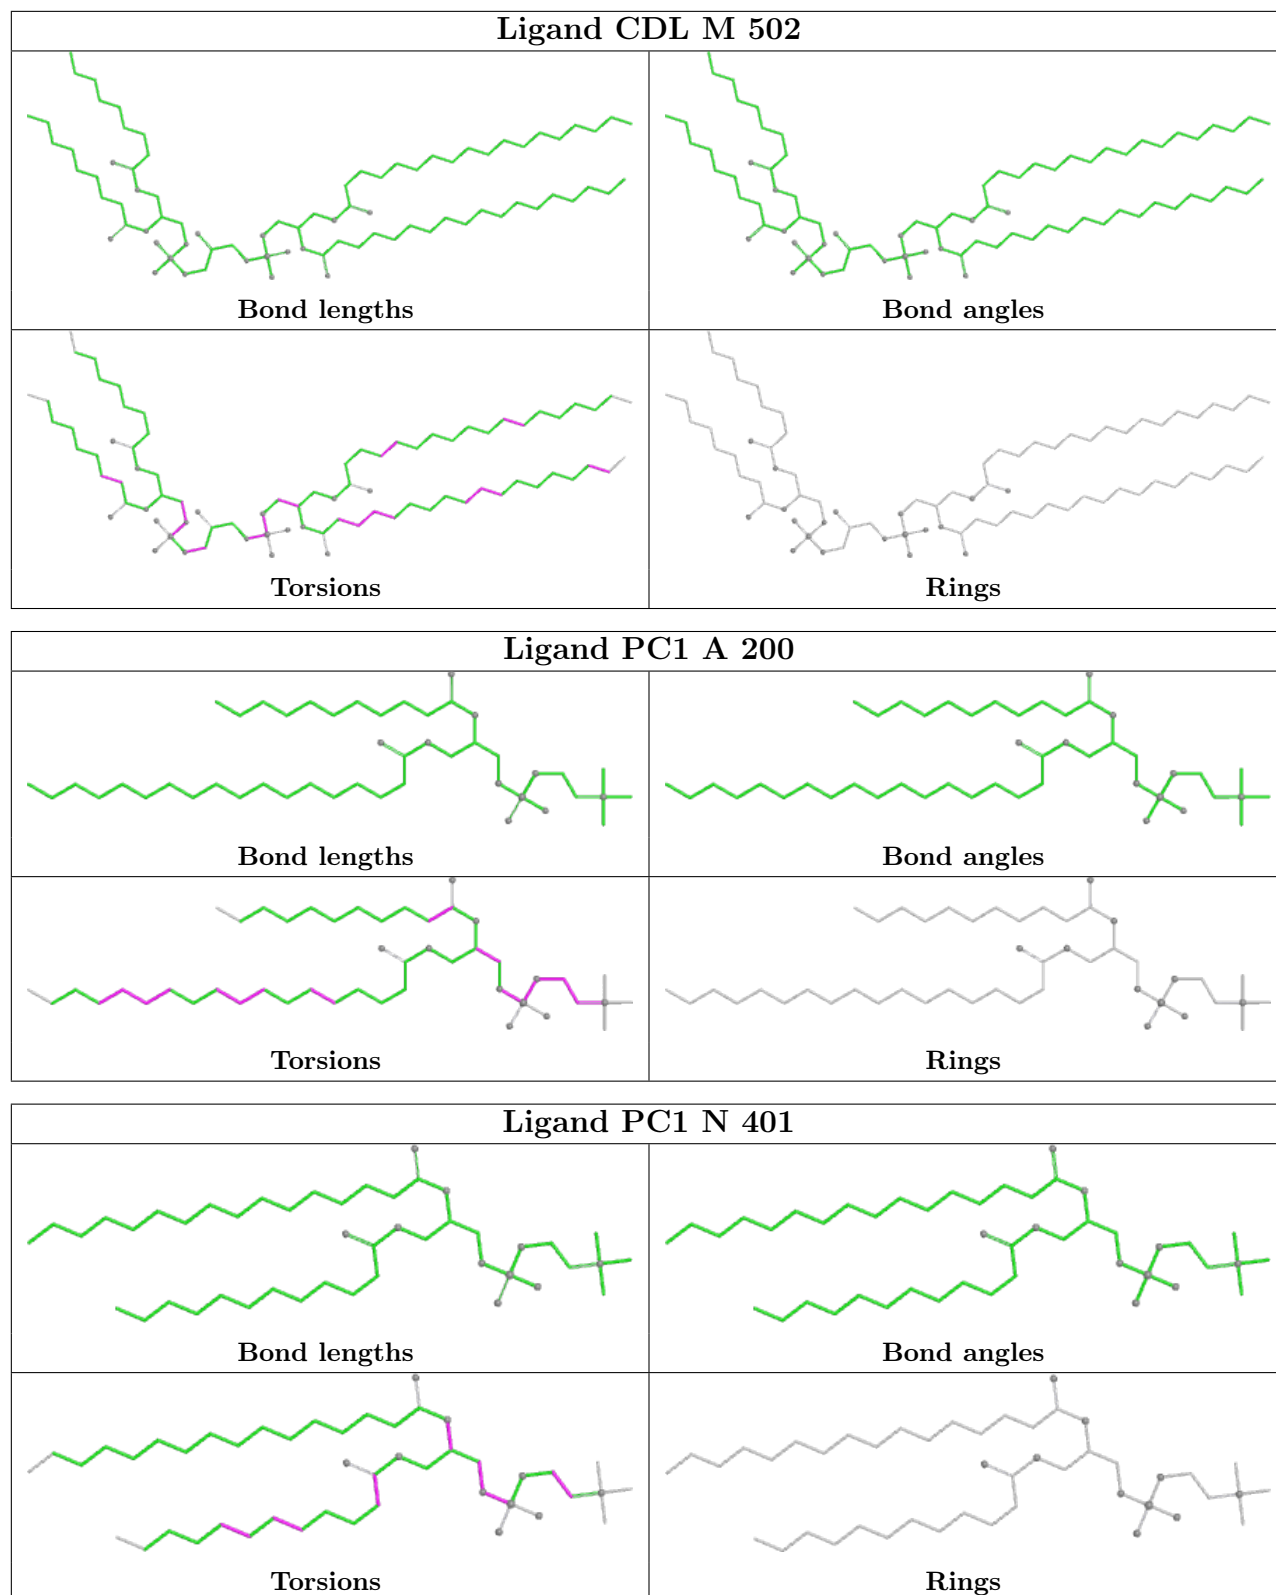 Ligand CDL M 502
Bond lengths
Bond angles
Torsions
Rings
Ligand PC1 A 200
Bond lengths
Bond angles
Torsions
Rings
Ligand PC1 N 401
Bond lengths
Bond angles
Torsions
Rings